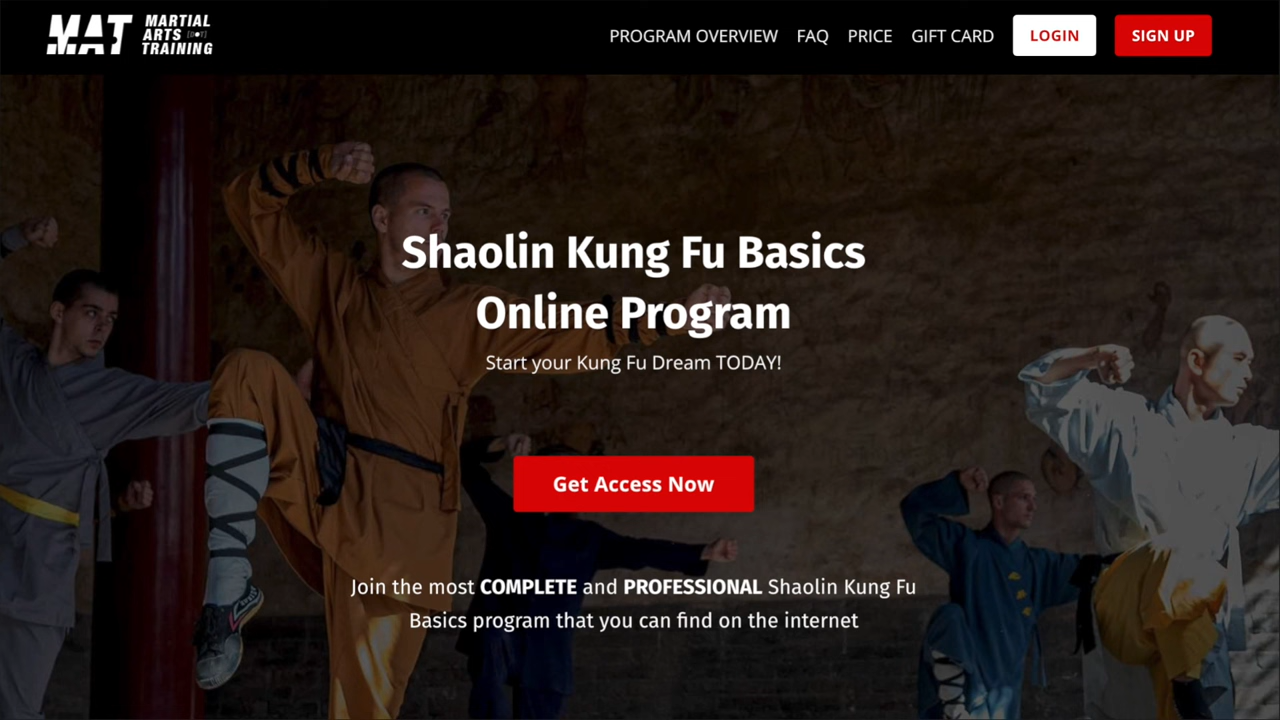 MAT MARTIAL
ARTS [DOT]
TRAINING
PROGRAM OVERVIEW FAQ PRICE GIFT CARD LOGIN SIGN UP
Shaolin Kung Fu Basics
Online Program
Start your Kung Fu Dream TODAY!
Get Access Now
Join the most COMPLETE and PROFESSIONAL Shaolin Kung Fu
Basics program that you can find on the internet